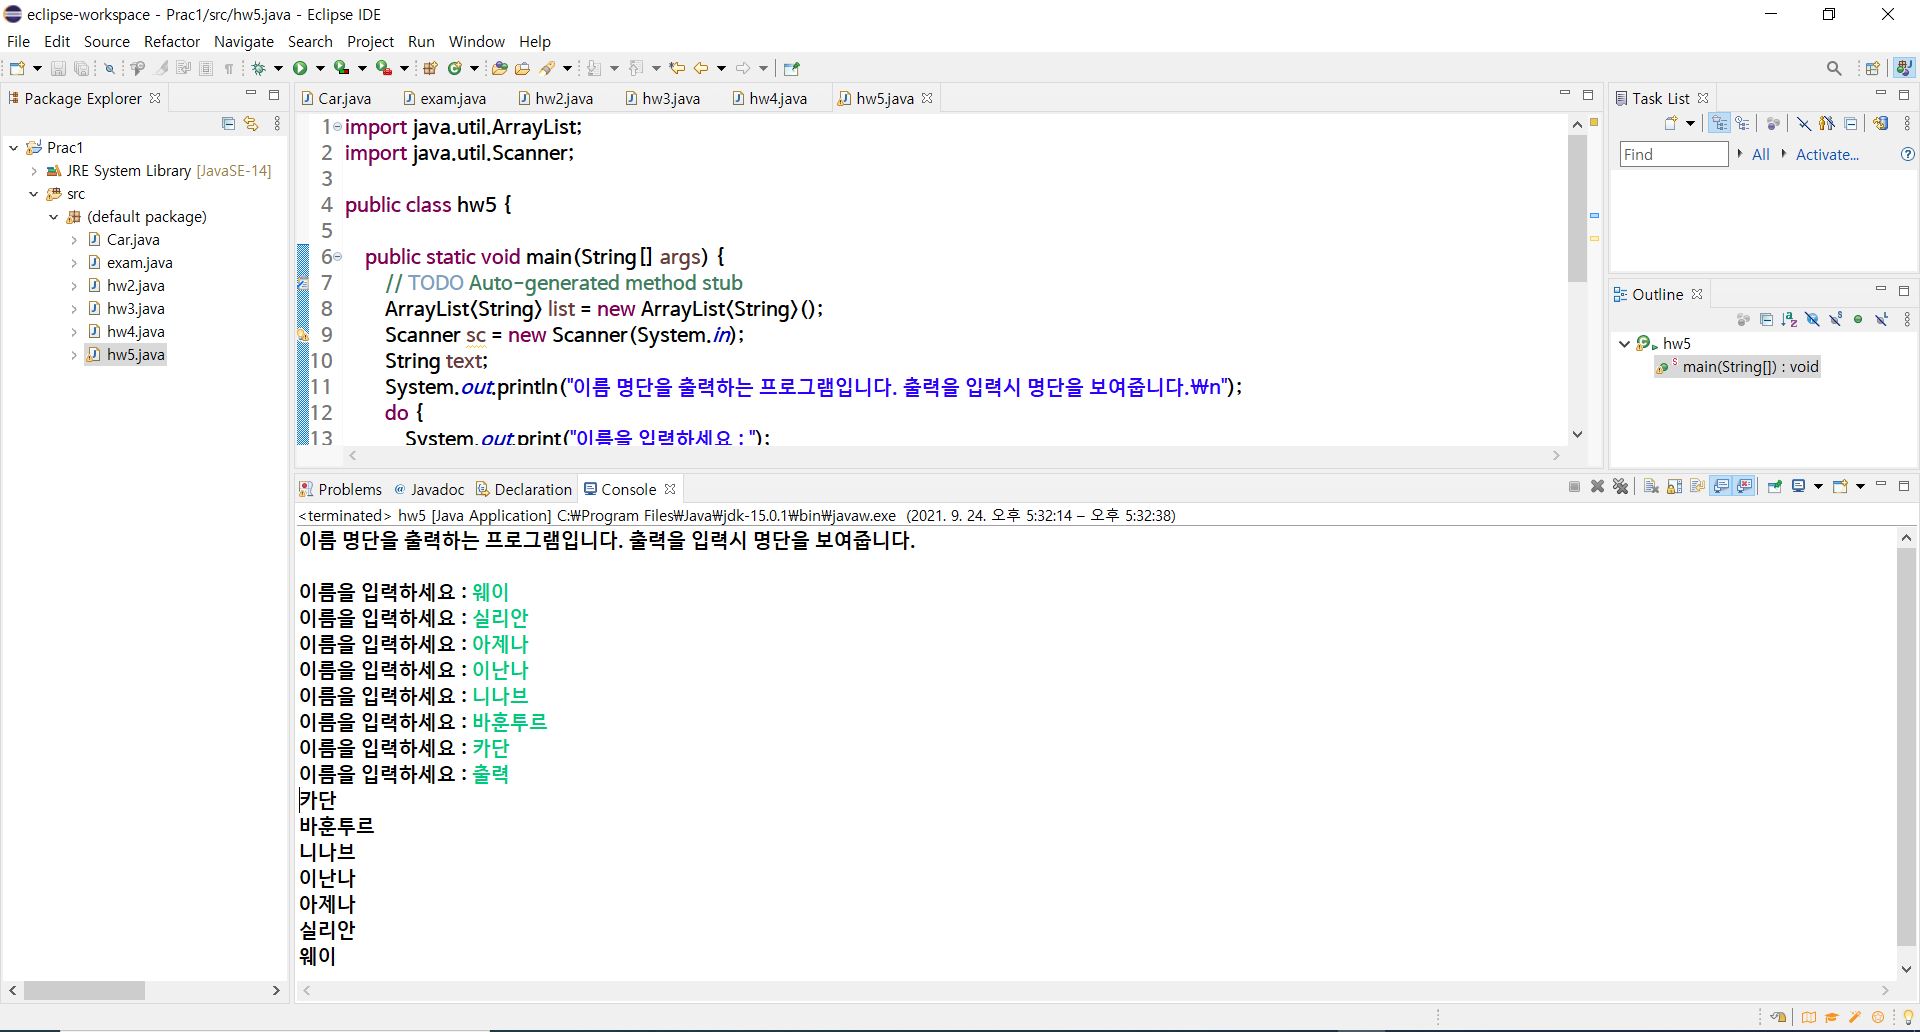 eclipse-workspace - Prac1/src/hw5.java - Eclipse IDE
File Edit Source Refactor Navigate Search Project Run Window Help
Package Explorer
Prac1
JRE System Library [JavaSE-14]
src
(default package)
Car.java
exam.java
hw2.java
hw3.java
hw4.java
hw5.java
Car.java exam.java hw2.java hw3.java hw4.java hw5.java
1 import java.util.ArrayList;
2 import java.util.Scanner;
3
4 public class hw5 {
5
6 public static void main(String[] args) {
7 // TODO Auto-generated method stub
8 ArrayList<String> list = new ArrayList<String>();
9 Scanner sc = new Scanner(System.in);
10 String text;
11 System.out.println("이름 명단을 출력하는 프로그램입니다. 출력을 입력시 명단을 보여줍니다.₩n");
12 do {
13 System.out.print("이름을 입력하세요 : ");
Task List
Find All Activate...
Outline
hw5
main(String[]) : void
Problems @ Javadoc Declaration Console
<terminated> hw5 [Java Application] C:₩Program Files₩Java₩jdk-15.0.1₩bin₩javaw.exe (2021. 9. 24. 오후 5:32:14 – 오후 5:32:38)
이름 명단을 출력하는 프로그램입니다. 출력을 입력시 명단을 보여줍니다.
이름을 입력하세요 : 웨이
이름을 입력하세요 : 실리안
이름을 입력하세요 : 아제나
이름을 입력하세요 : 이난나
이름을 입력하세요 : 니나브
이름을 입력하세요 : 바훈투르
이름을 입력하세요 : 카단
이름을 입력하세요 : 출력
카단
바훈투르
니나브
이난나
아제나
실리안
웨이